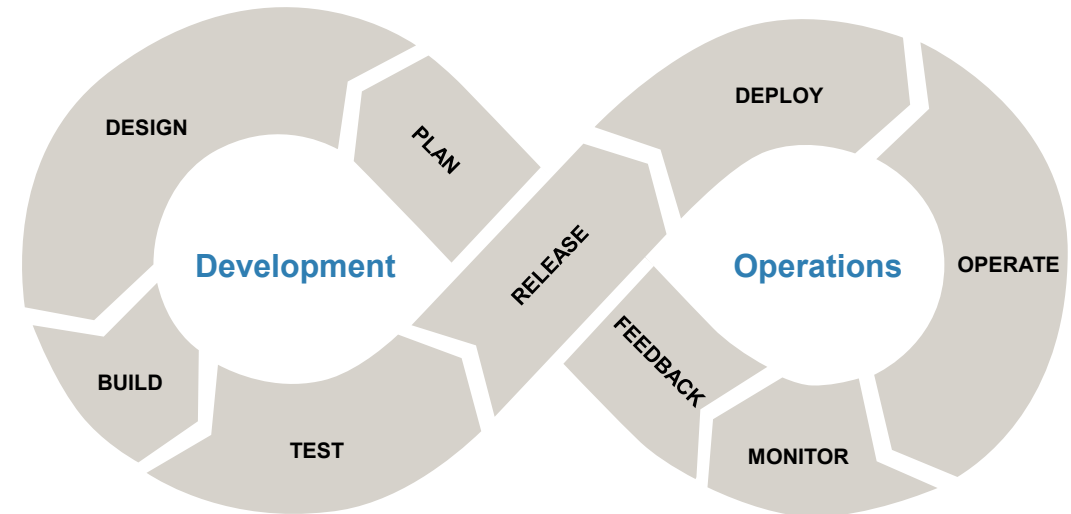 DESIGN
PLAN
DEPLOY
Development
RELEASE
Operations
OPERATE
FEEDBACK
BUILD
TEST
MONITOR